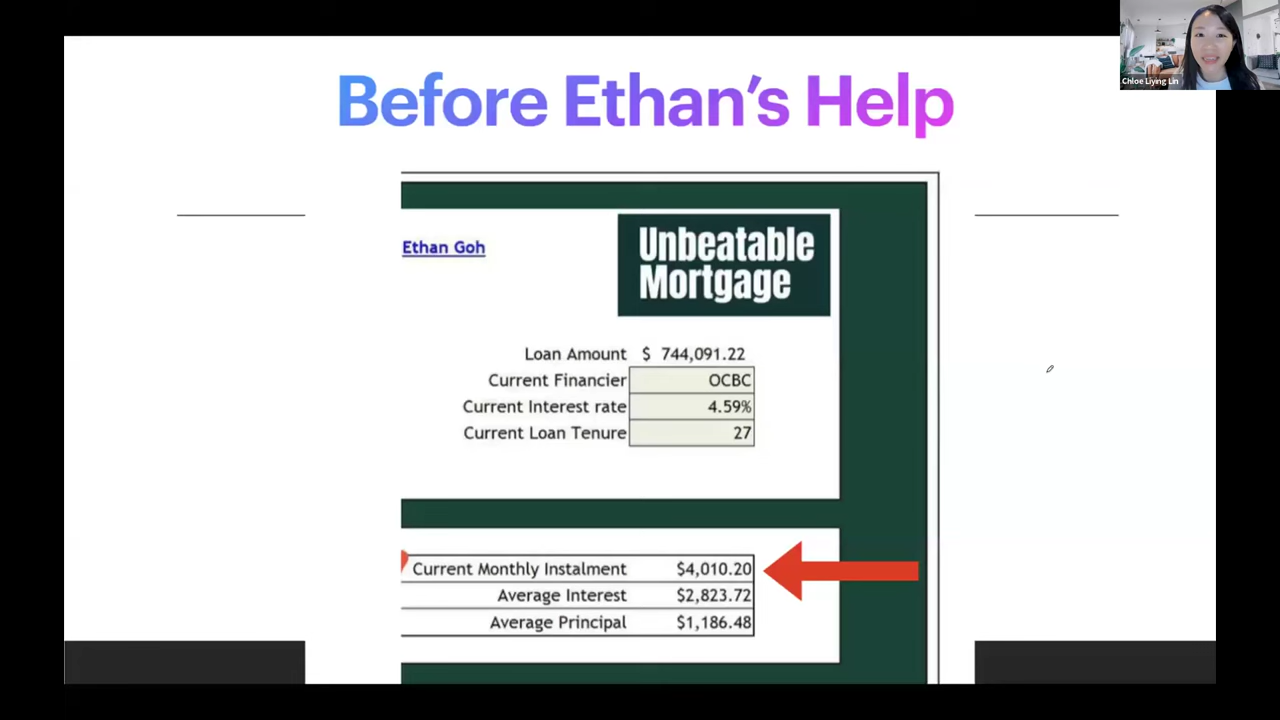 Chloe Liying Lin
Before Ethan's Help
Ethan Goh
Unbeatable
Mortgage
Loan Amount $ 744,091.22
Current Financier OCBC
Current Interest rate 4.59%
Current Loan Tenure 27
Current Monthly Instalment $4,010.20
Average Interest $2,823.72
Average Principal $1,186.48